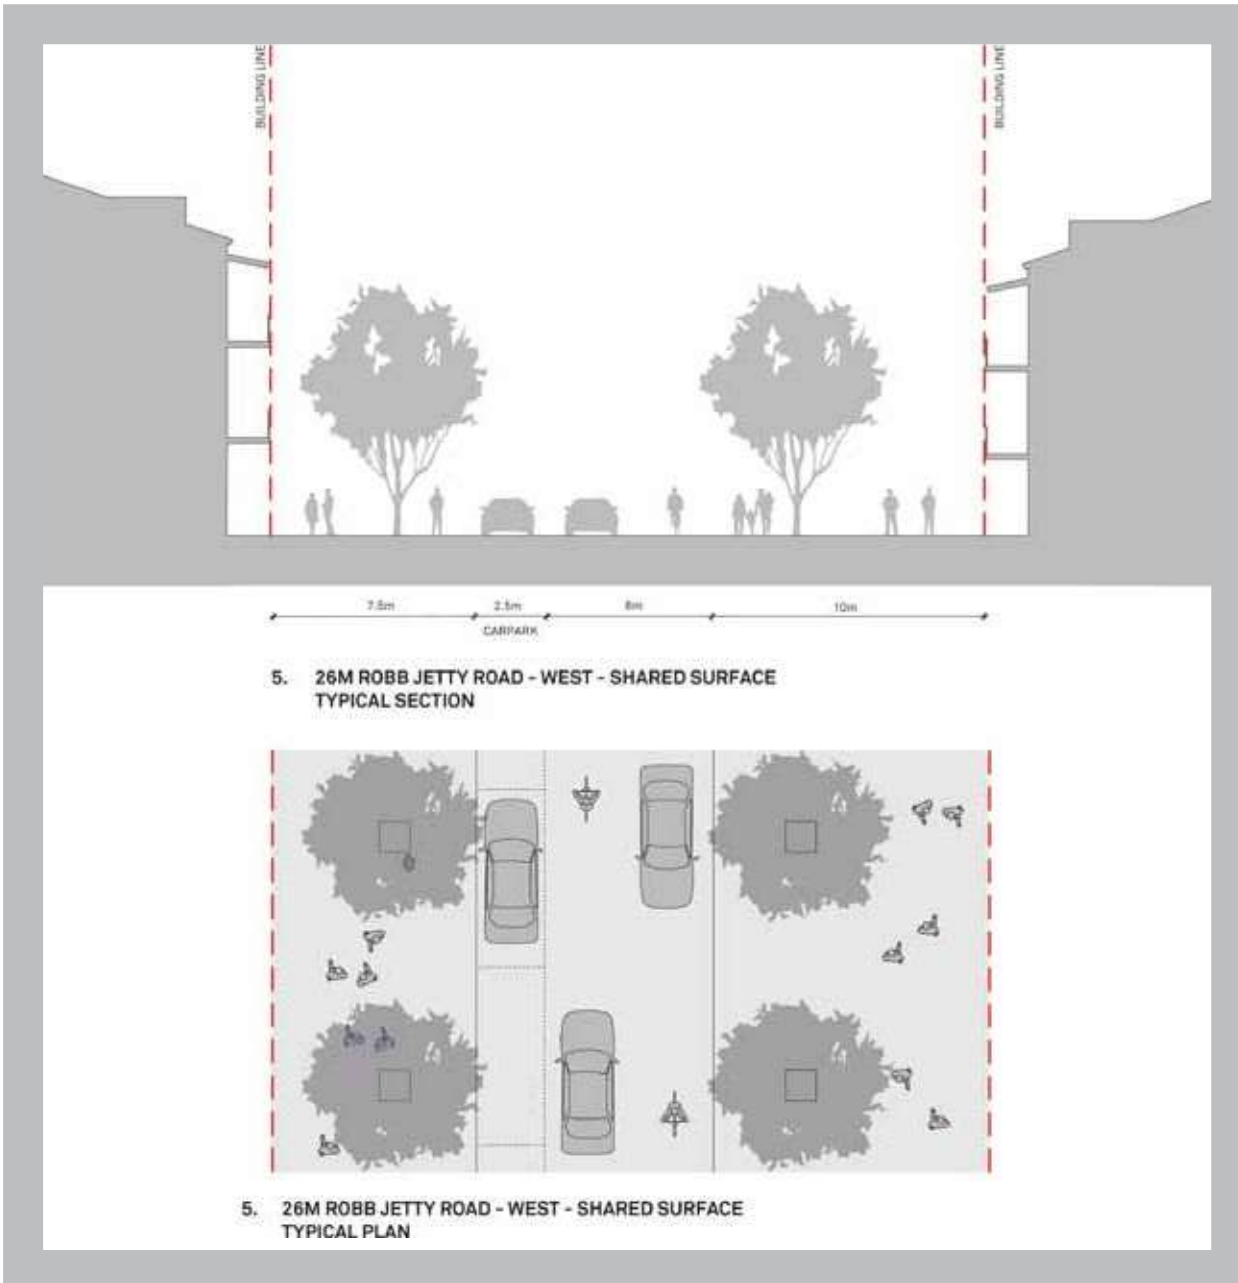 BUILDING LINE
BUILDING LINE
7.5m 2.5m 6m 10m
CARPARK
5. 26M ROBB JETTY ROAD - WEST - SHARED SURFACE
TYPICAL SECTION
5. 26M ROBB JETTY ROAD - WEST - SHARED SURFACE
TYPICAL PLAN